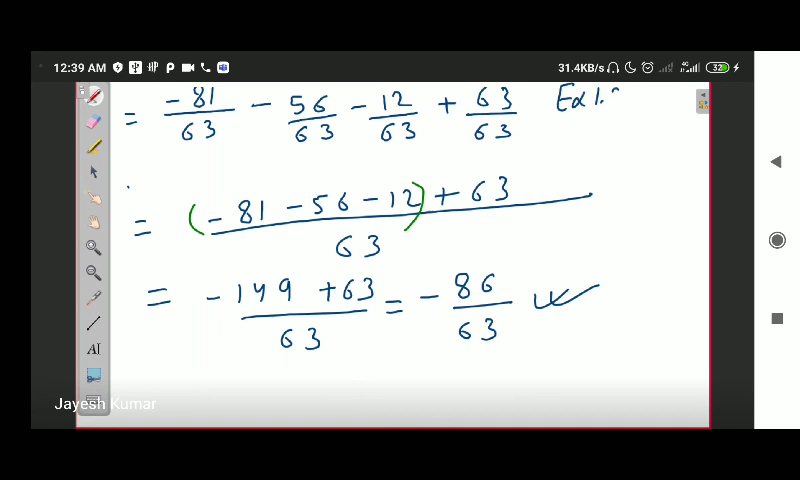 12:39 AM 31.4KB/s 4G 32
= -81/63 - 56/63 - 12/63 + 63/63
= (-81 - 56 - 12) + 63 / 63
= -149 + 63 / 63 = - 86/63
AI
Jayesh Kumar